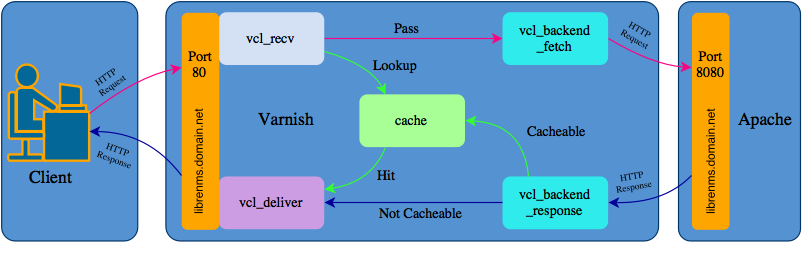 Client
HTTP
Request
HTTP
Response
Port
80
librenms.domain.net
vcl_recv
Pass
vcl_backend
_fetch
Lookup
Varnish
cache
Cacheable
Hit
vcl_deliver
Not Cacheable
vcl_backend
_response
HTTP
Request
HTTP
Response
Port
8080
librenms.domain.net
Apache